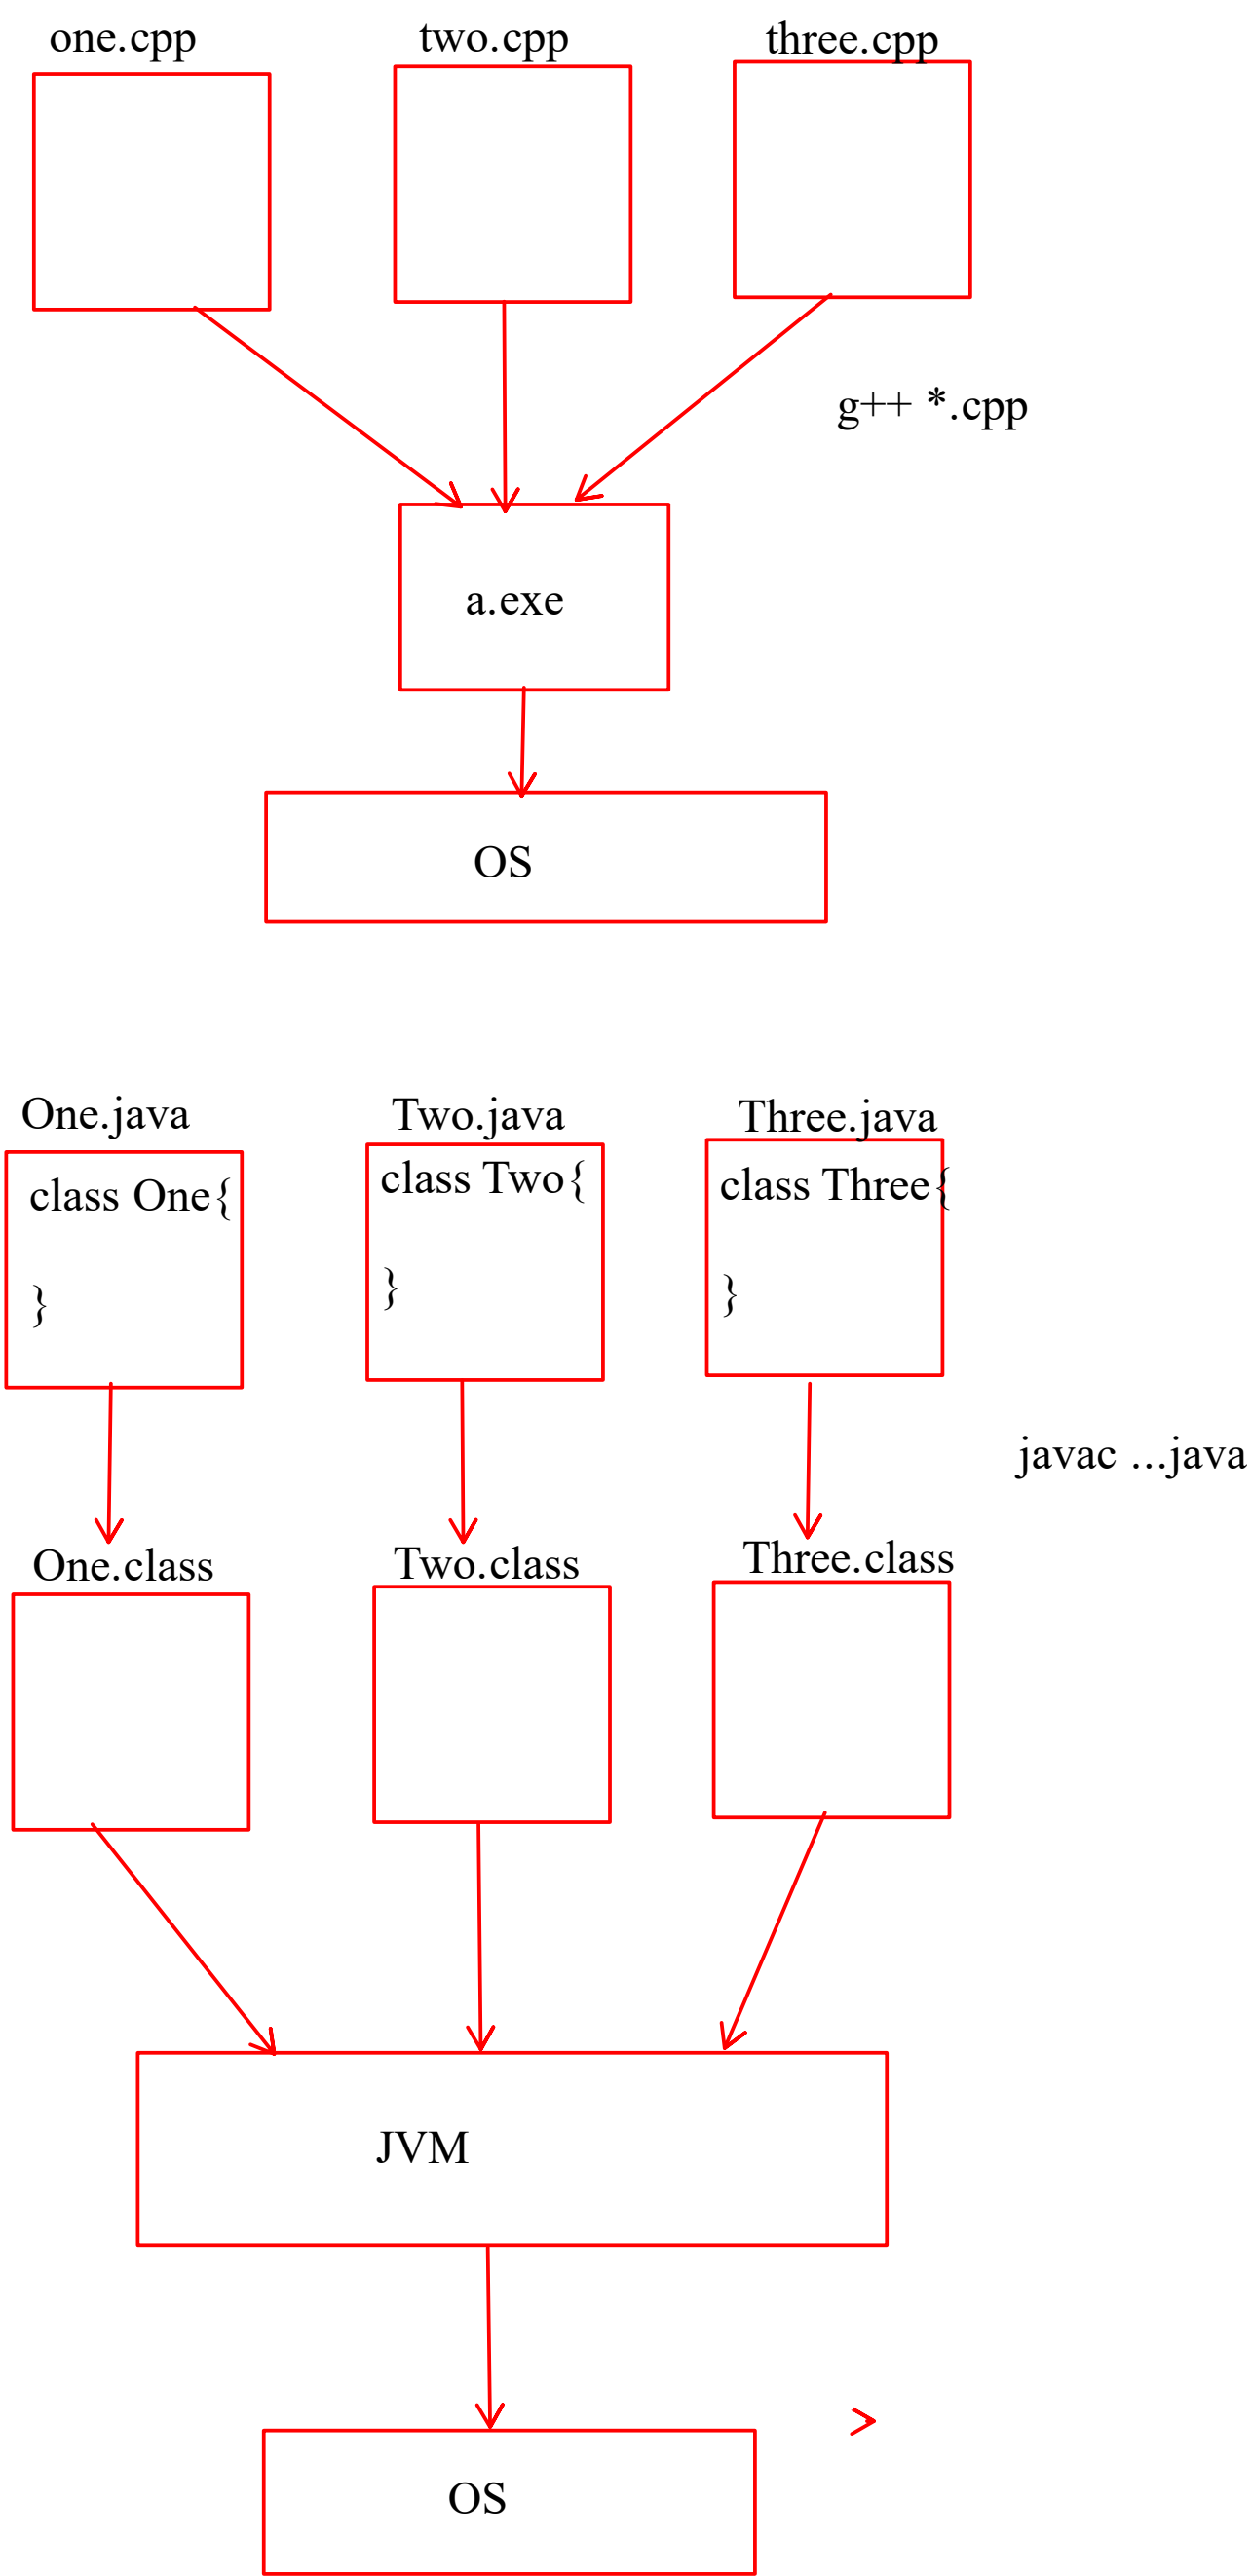 one.cpp
two.cpp
three.cpp
g++ *.cpp
a.exe
OS
One.java
Two.java
Three.java
class One{
}
class Two{
}
class Three{
}
javac ...java
One.class
Two.class
Three.class
JVM
OS